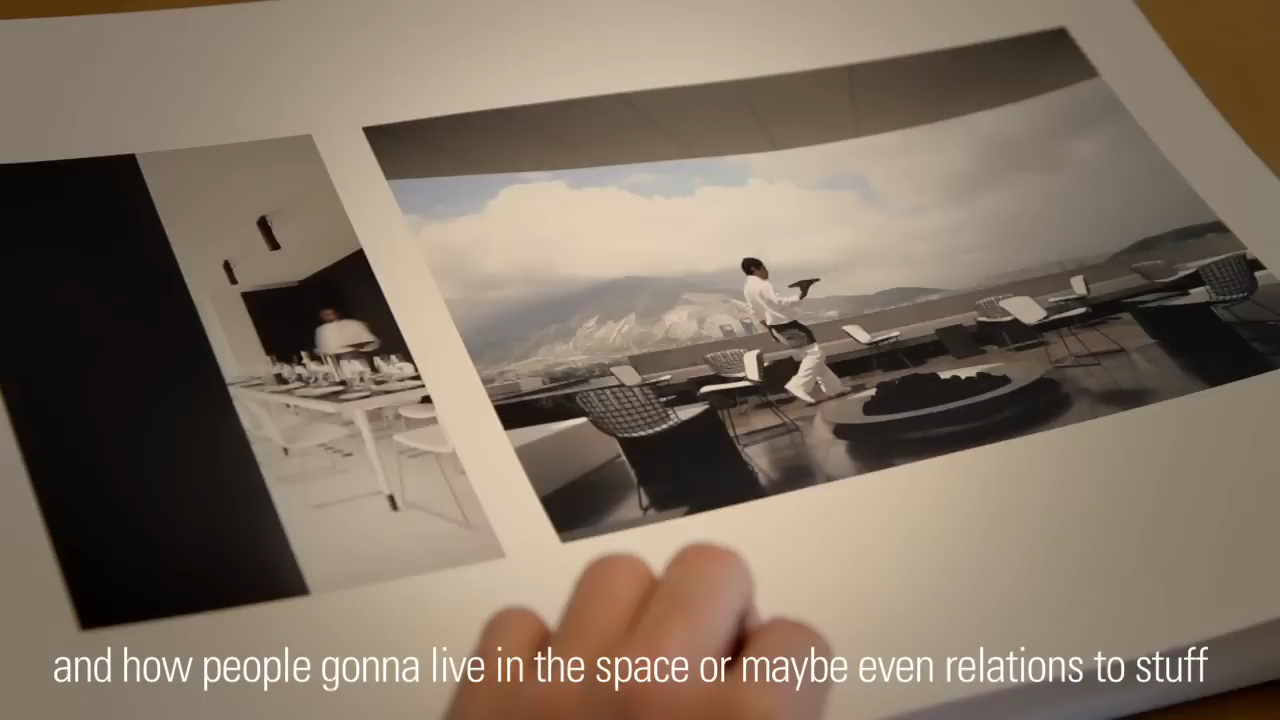 and how people gonna live in the space or maybe even relations to stuff